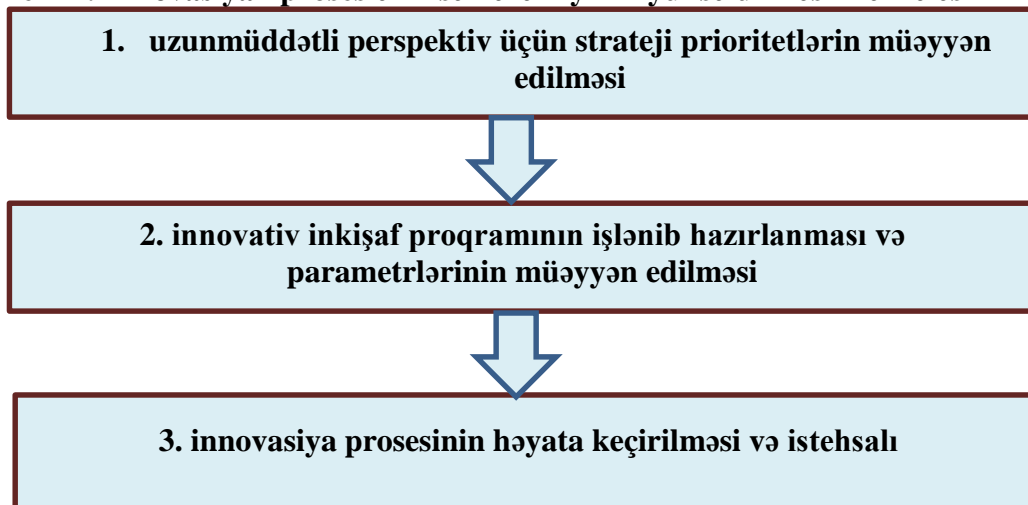 1. uzunmüddətli perspektiv üçün strateji prioritetlərin müəyyən
edilməsi
2. innovativ inkişaf proqramının işlənib hazırlanması və
parametrlərinin müəyyən edilməsi
3. innovasiya prosesinin həyata keçirilməsi və istehsalı